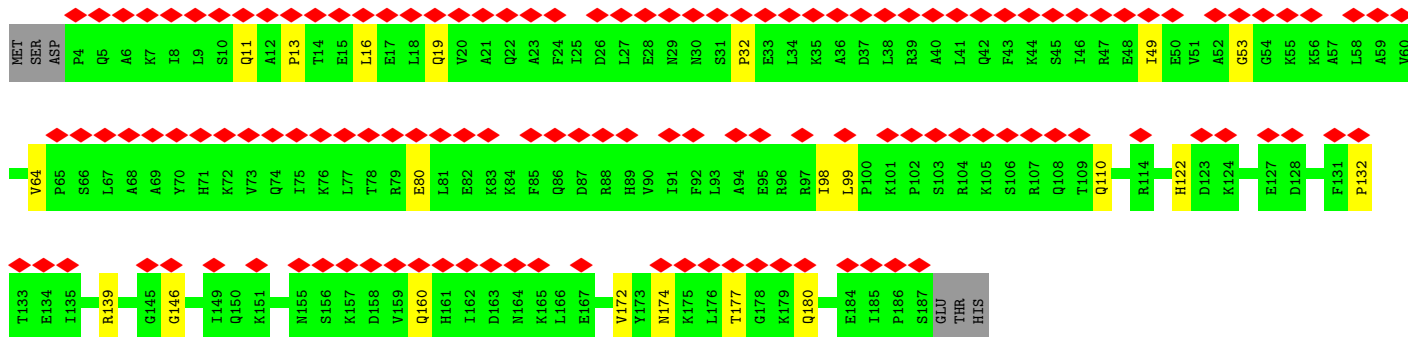 MET SER ASP P4 Q5 A6 K7 I8 L9 S10 Q11 A12 P13 T14 E15 L16 E17 L18 Q19 V20 A21 Q22 A23 F24 I25 D26 L27 E28 N29 N30 S31 P32 E33 L34 K35 A36 D37 L38 R39 A40 L41 Q42 F43 K44 S45 I46 R47 E48 I49 E50 V51 A52 G53 G54 K55 K56 A57 L58 A59 V60
V64 P65 S66 L67 A68 A69 Y70 H71 K72 V73 Q74 I75 K76 L77 T78 R79 E80 L81 E82 K83 K84 F85 Q86 D87 R88 H89 V90 I91 F92 L93 A94 E95 R96 R97 I98 L99 P100 K101 P102 S103 R104 K105 S106 R107 Q108 T109 Q110 R114 H122 D123 K124 E127 D128 F131 P132
T133 E134 I135 R139 G145 G146 I149 Q150 K151 N155 S156 K157 D158 V159 Q160 H161 I162 D163 N164 K165 L166 E167 V172 Y173 N174 K175 L176 T177 G178 K179 Q180 E184 I185 P186 S187 GLU THR HIS